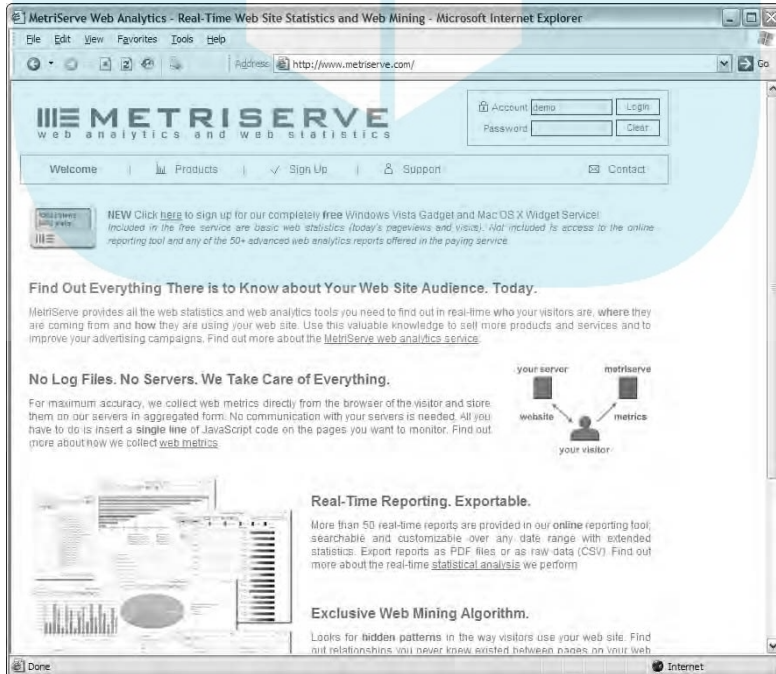 MetriServe Web Analytics - Real-Time Web Site Statistics and Web Mining - Microsoft Internet Explorer
File Edit View Favorites Tools Help
Address http://www.metriserve.com/ Go
METRISERVE
web analytics and web statistics
Account demo Login
Password Clear
Welcome | Products | Sign Up | Support Contact
NEW Click here to sign up for our completely free Windows Vista Gadget and Mac OS X Widget Service!
Included in the free service are basic web statistics (today's pageviews and visits). Not included is access to the online
reporting tool and any of the 50+ advanced web analytics reports offered in the paying service.
Find Out Everything There is to Know about Your Web Site Audience. Today.
MetriServe provides all the web statistics and web analytics tools you need to find out in real-time who your visitors are, where they
are coming from and how they are using your web site. Use this valuable knowledge to sell more products and services and to
improve your advertising campaigns. Find out more about the MetriServe web analytics service.
No Log Files. No Servers. We Take Care of Everything.
For maximum accuracy, we collect web metrics directly from the browser of the visitor and store
them on our servers in aggregated form. No communication with your servers is needed. All you
have to do is insert a single line of JavaScript code on the pages you want to monitor. Find out
more about how we collect web metrics
your server metriserve
website metrics
your visitor
Real-Time Reporting. Exportable.
More than 50 real-time reports are provided in our online reporting tool,
searchable and customizable over any date range with extended
statistics. Export reports as PDF files or as raw data (CSV). Find out
more about the real-time statistical analysis we perform
Exclusive Web Mining Algorithm.
Looks for hidden patterns in the way visitors use your web site. Find
out relationships you never knew existed between pages on your web
Done Internet